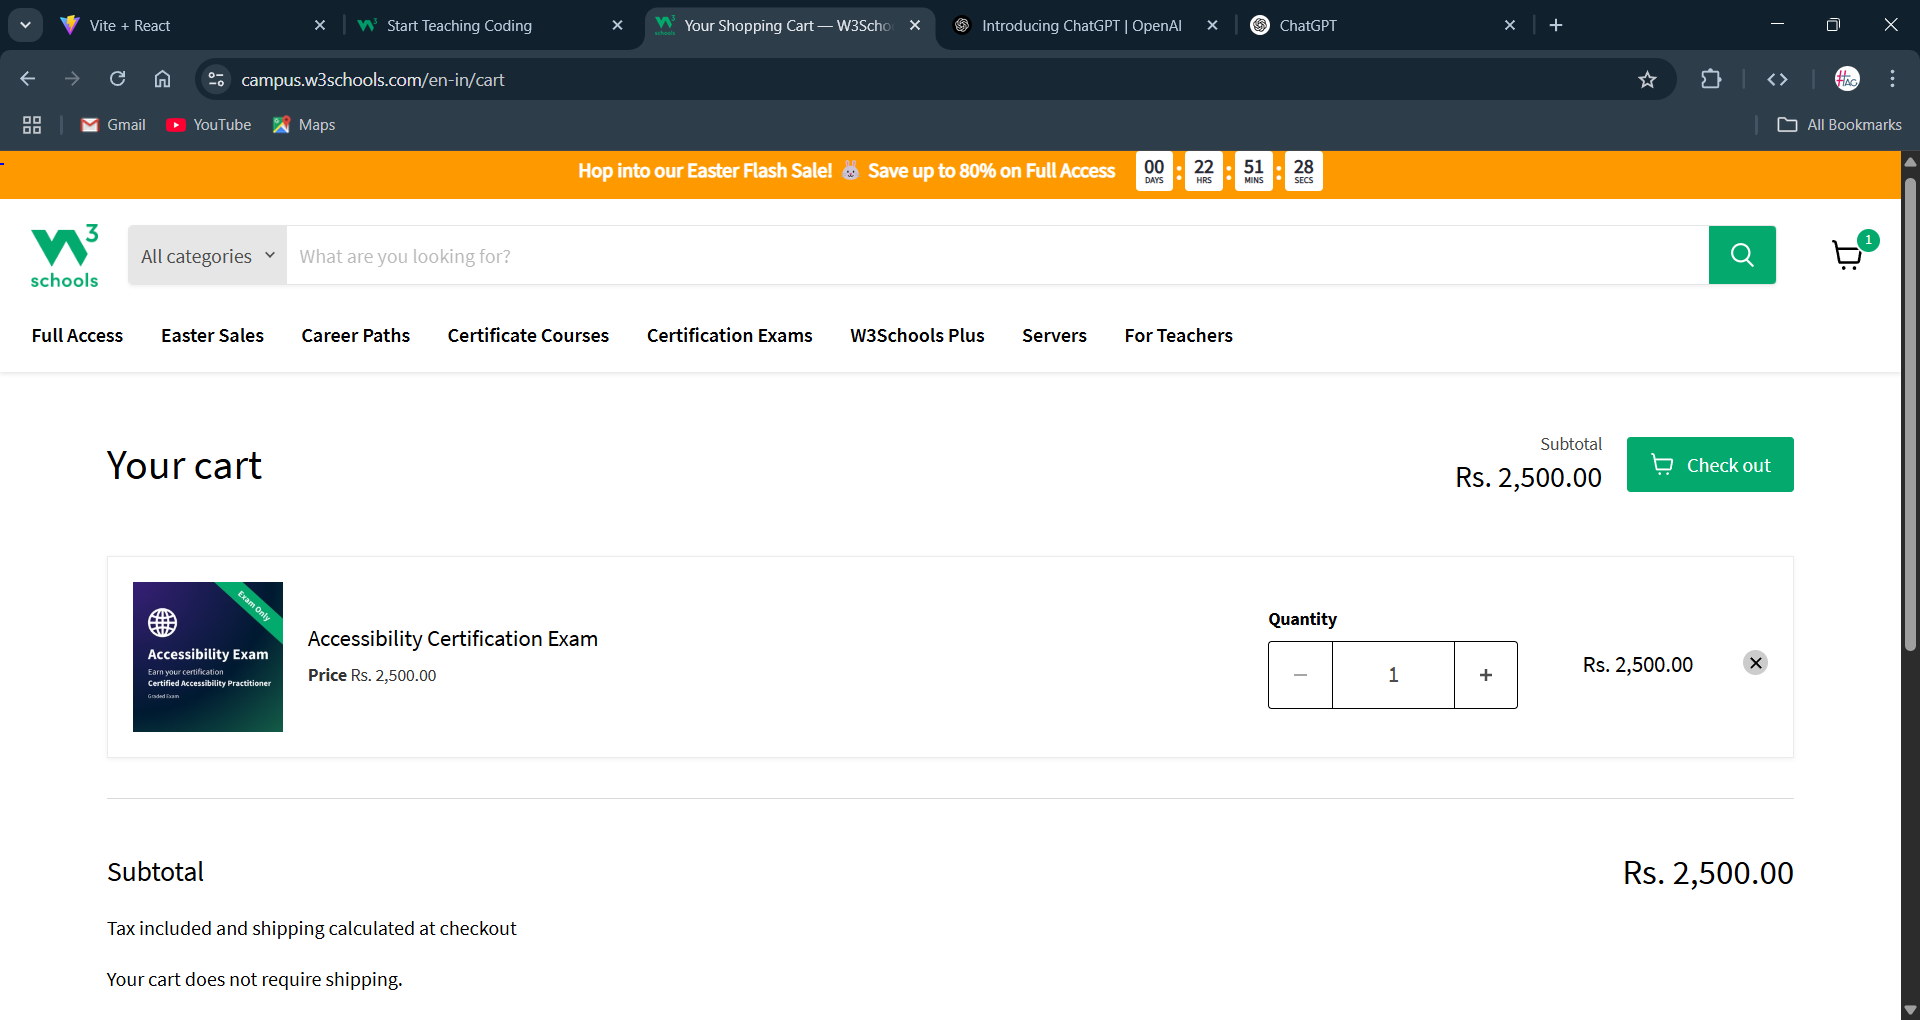 Vite + React
Start Teaching Coding
Your Shopping Cart — W3Scho
Introducing ChatGPT | OpenAI
ChatGPT
campus.w3schools.com/en-in/cart
Gmail
YouTube
Maps
All Bookmarks
Hop into our Easter Flash Sale! 🐰 Save up to 80% on Full Access
00 : 22 : 51 : 28
DAYS HRS MINS SECS
W3
schools
All categories
What are you looking for?
1
Full Access
Easter Sales
Career Paths
Certificate Courses
Certification Exams
W3Schools Plus
Servers
For Teachers
Your cart
Subtotal
Rs. 2,500.00
Check out
Exam Only
Accessibility Exam
Earn your certification
Certified Accessibility Practitioner
Graded Exam
Accessibility Certification Exam
Price Rs. 2,500.00
Quantity
− 1 +
Rs. 2,500.00
Subtotal
Rs. 2,500.00
Tax included and shipping calculated at checkout
Your cart does not require shipping.